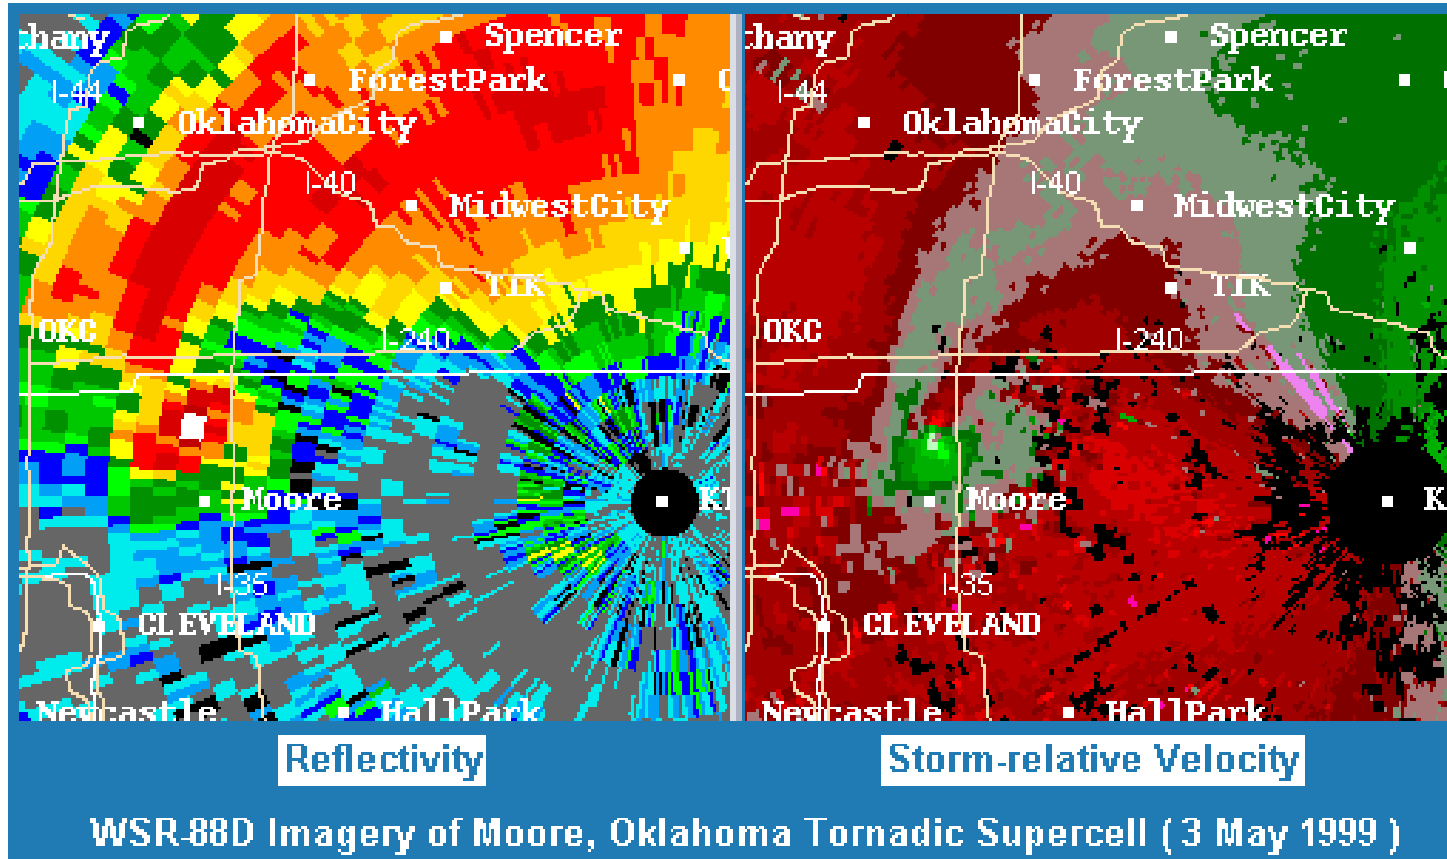 thany
Spencer
I-44
ForestPark
OklahomaCity
I-40
MidwestCity
TIK
OKC
I-240
Moore
I-35
CLEVELAND
Newcastle
HallPark
thany
Spencer
I-44
ForestPark
OklahomaCity
I-40
MidwestCity
TIK
OKC
I-240
Moore
K
I-35
CLEVELAND
Newcastle
HallPark
Reflectivity
Storm-relative Velocity
WSR-88D Imagery of Moore, Oklahoma Tornadic Supercell ( 3 May 1999 )